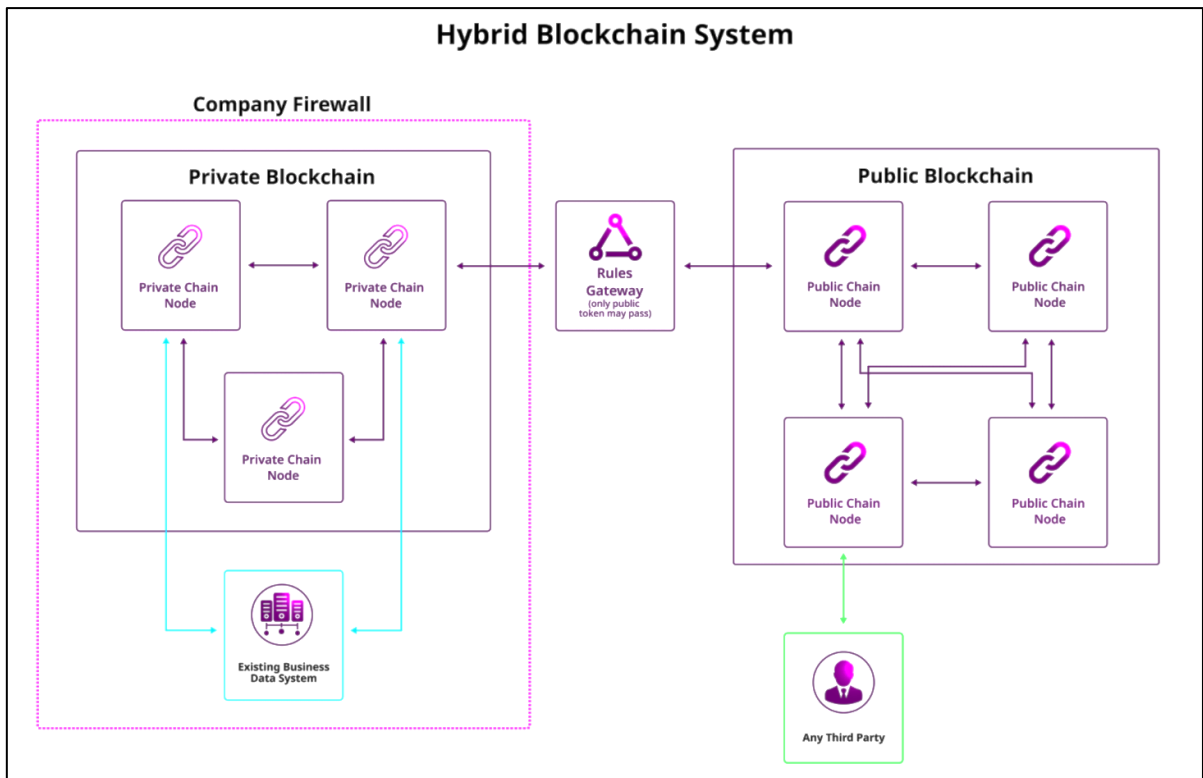 Hybrid Blockchain System
Company Firewall
Private Blockchain
Private Chain
Node
Private Chain
Node
Private Chain
Node
Existing Business
Data System
Rules
Gateway
(only public
token may pass)
Public Blockchain
Public Chain
Node
Public Chain
Node
Public Chain
Node
Public Chain
Node
Any Third Party